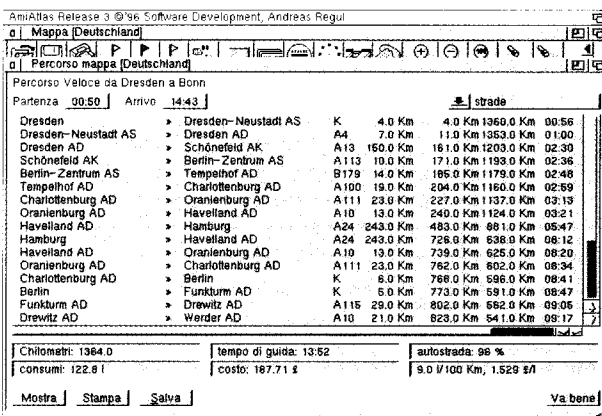 AmiAtlas Release 3 ©'96 Software Development, Andreas Regul
Mappa [Deutschland]
Percorso mappa [Deutschland]
Percorso Veloce da Dresden a Bonn
Partenza 00:50 Arrivo 14:43 strade
Dresden » Dresden-Neustadt AS K 4.0 Km 4.0 Km 1360.0 Km 00:56
Dresden-Neustadt AS » Dresden AD A4 7.0 Km 11.0 Km 1353.0 Km 01:00
Dresden AD » Schönefeld AK A13 150.0 Km 161.0 Km 1203.0 Km 02:30
Schönefeld AK » Berlin-Zentrum AS A113 10.0 Km 171.0 Km 1193.0 Km 02:36
Berlin-Zentrum AS » Tempelhof AD B179 14.0 Km 185.0 Km 1179.0 Km 02:48
Tempelhof AD » Charlottenburg AD A100 19.0 Km 204.0 Km 1160.0 Km 02:59
Charlottenburg AD » Oranienburg AD A111 23.0 Km 227.0 Km 1137.0 Km 03:13
Oranienburg AD » Havelland AD A10 13.0 Km 240.0 Km 1124.0 Km 03:21
Havelland AD » Hamburg A24 243.0 Km 483.0 Km 881.0 Km 05:47
Hamburg » Havelland AD A24 243.0 Km 726.0 Km 638.0 Km 08:12
Havelland AD » Oranienburg AD A10 13.0 Km 739.0 Km 625.0 Km 08:20
Oranienburg AD » Charlottenburg AD A111 23.0 Km 762.0 Km 602.0 Km 08:34
Charlottenburg AD » Berlin K 6.0 Km 768.0 Km 596.0 Km 08:41
Berlin » Funkturm AD K 5.0 Km 773.0 Km 591.0 Km 08:47
Funkturm AD » Drewitz AD A115 29.0 Km 802.0 Km 562.0 Km 09:05
Drewitz AD » Werder AD A10 21.0 Km 823.0 Km 541.0 Km 09:17
Chilometri: 1364.0 tempo di guida: 13:52 autostrada: 96 %
consumi: 122.8 l costo: 187.71 £ 9.0 l/100 Km, 1.529 £/l
Mostra Stampa Salva Va bene